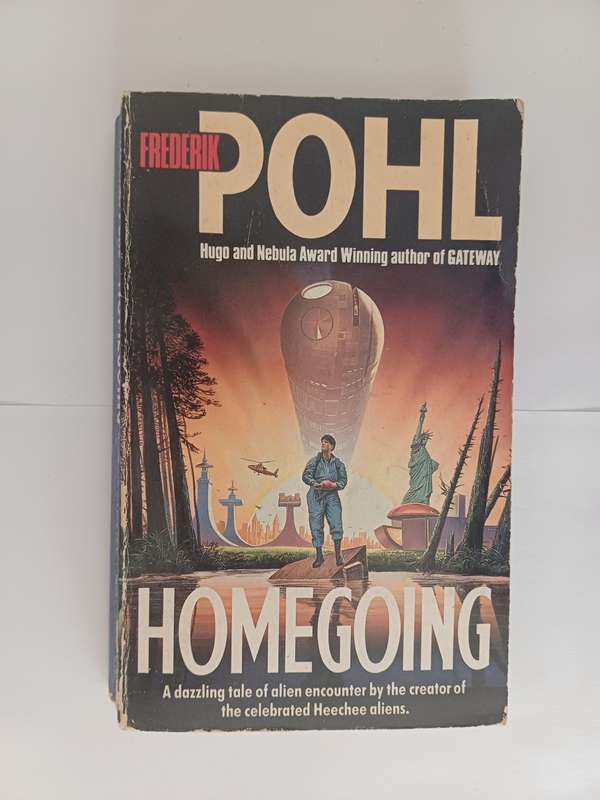 FREDERIK
POHL
Hugo and Nebula Award Winning author of GATEWAY
HOMEGOING
A dazzling tale of alien encounter by the creator of
the celebrated Heechee aliens.